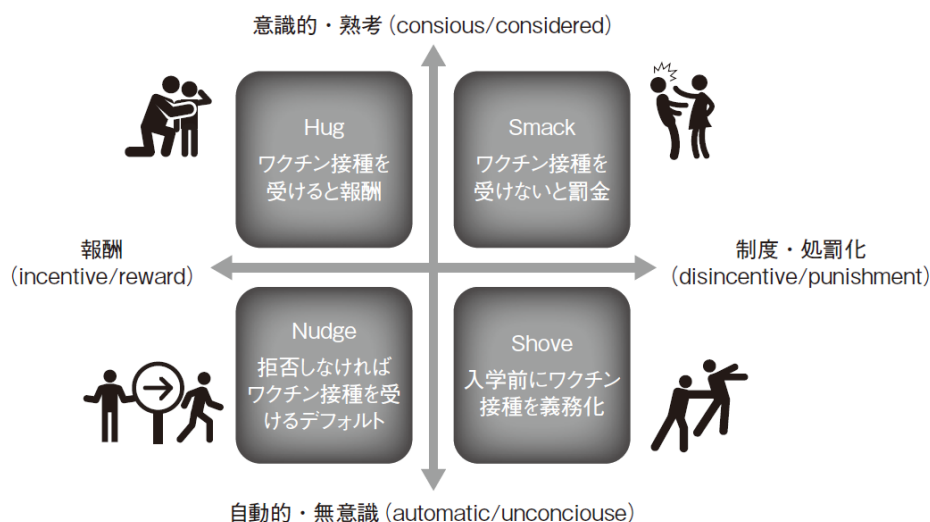 意識的・熟考 (consious/considered)
Hug
ワクチン接種を
受けると報酬
Smack
ワクチン接種を
受けないと罰金
報酬
(incentive/reward)
制度・処罰化
(disincentive/punishment)
Nudge
拒否しなければ
ワクチン接種を受
けるデフォルト
Shove
入学前にワクチン
接種を義務化
自動的・無意識 (automatic/unconciouse)